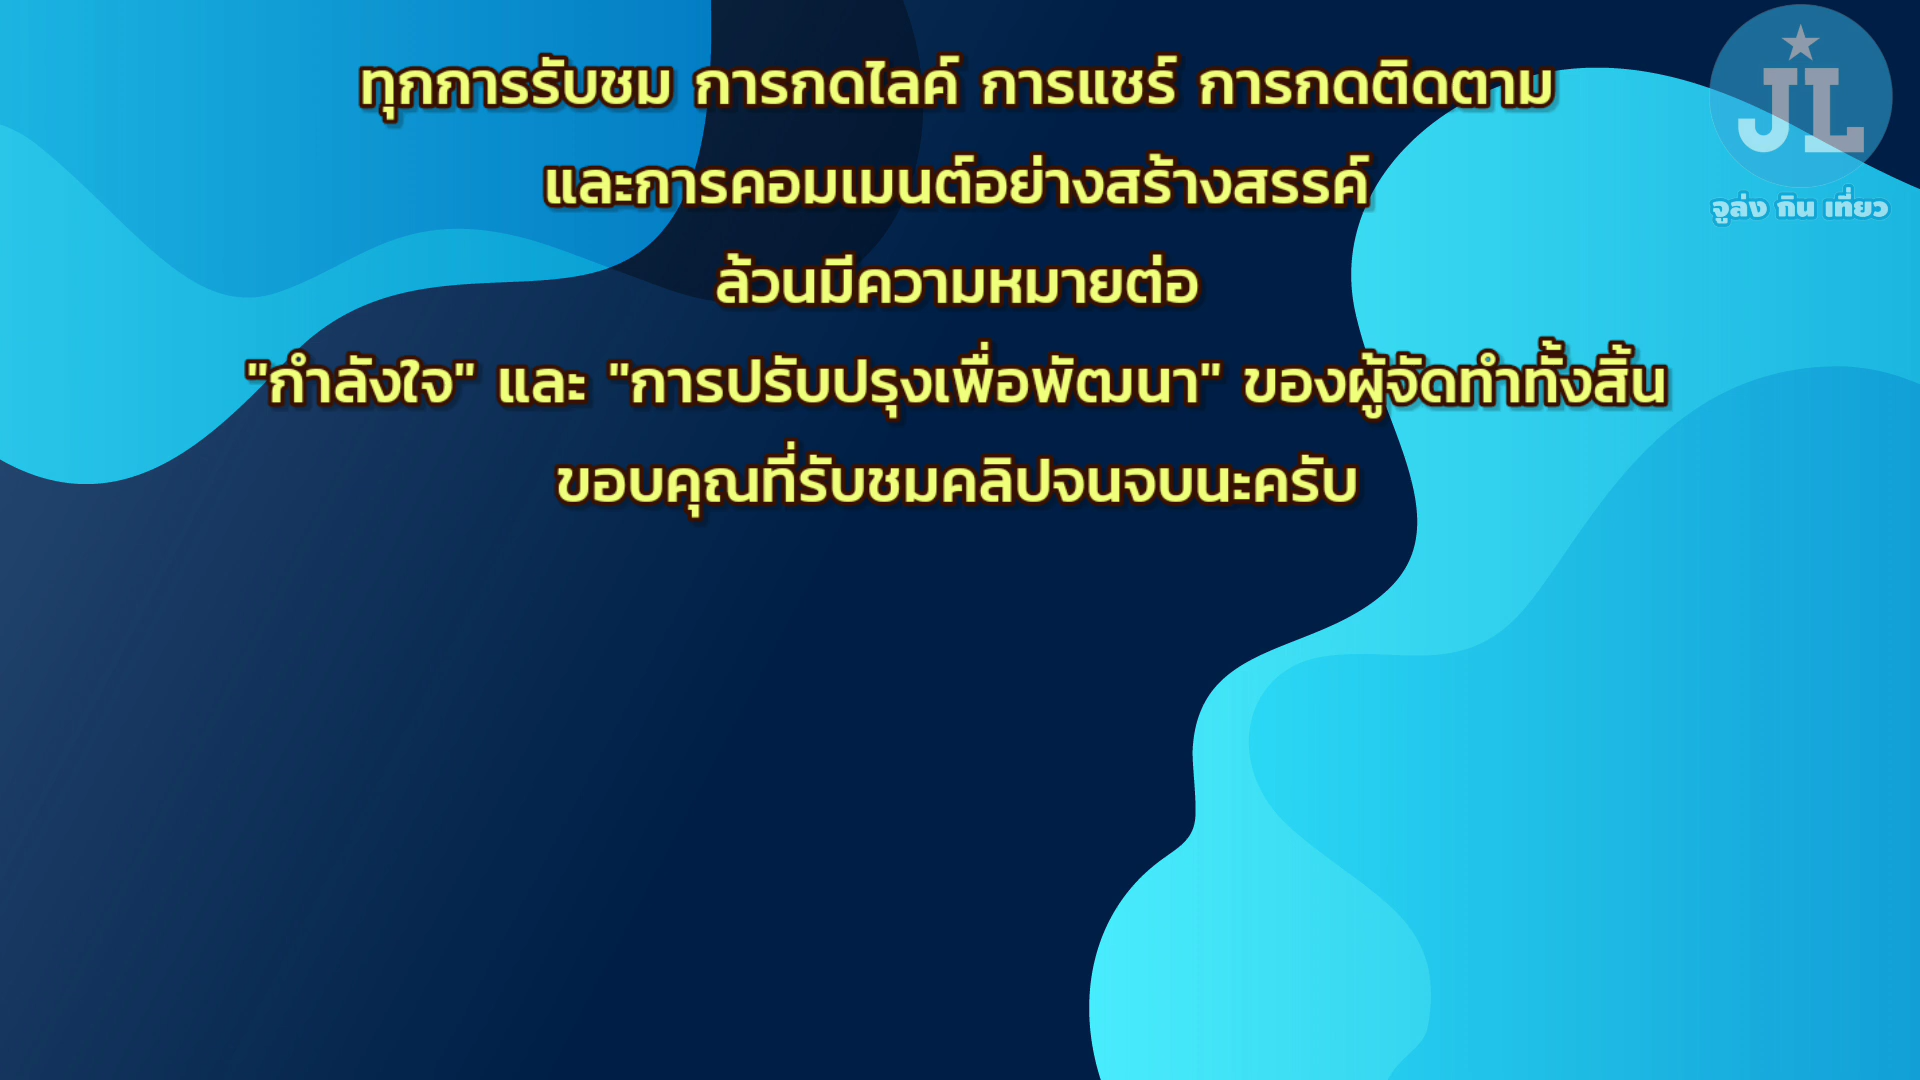 ทุกการรับชม การกดไลค์ การแชร์ การกดติดตาม
และการคอมเมนต์อย่างสร้างสรรค์
ล้วนมีความหมายต่อ
"กำลังใจ" และ "การปรับปรุงเพื่อพัฒนา" ของผู้จัดทำทั้งสิ้น
ขอบคุณที่รับชมคลิปจนจบนะครับ
JL
จูล่ง กิน เที่ยว